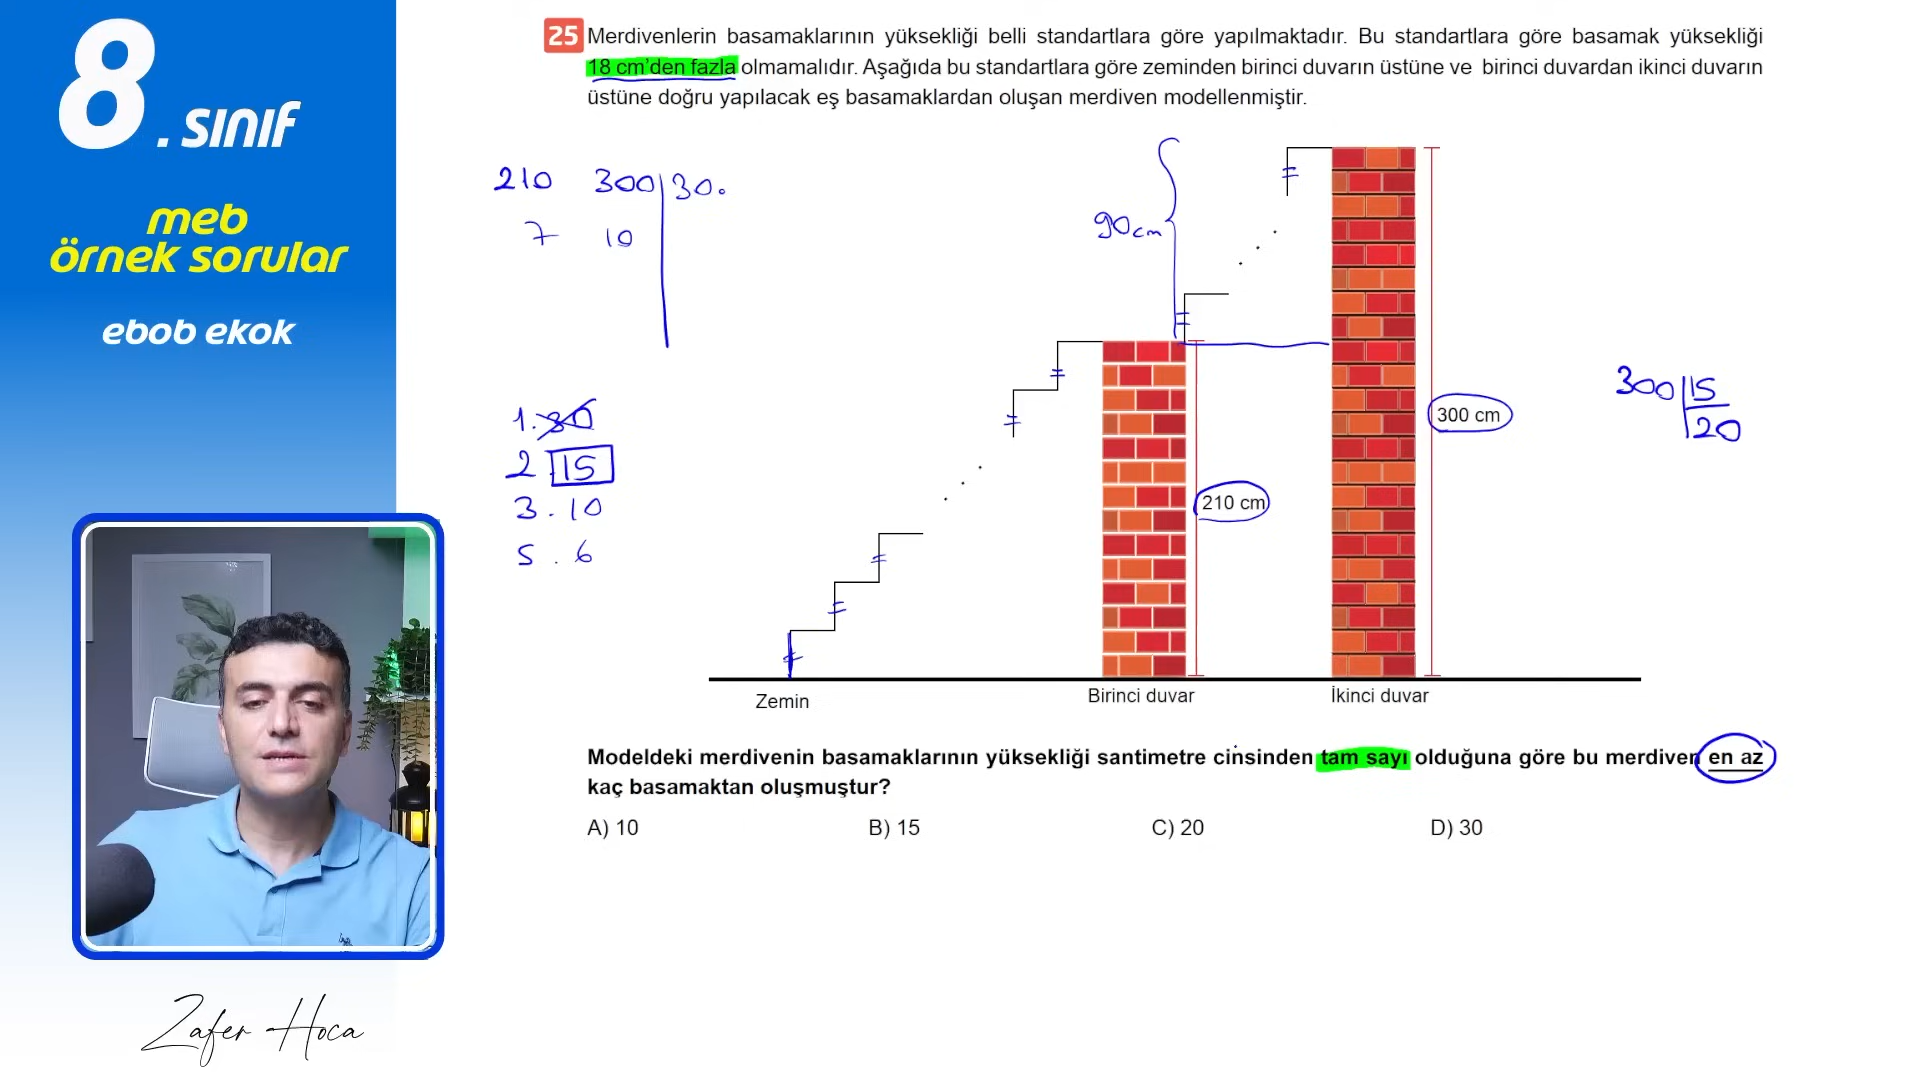 8. SINIF
meb
örnek sorular
ebob ekok
25 Merdivenlerin basamaklarının yüksekliği belli standartlara göre yapılmaktadır. Bu standartlara göre basamak yüksekliği
18 cm'den fazla olmamalıdır. Aşağıda bu standartlara göre zeminden birinci duvarın üstüne ve birinci duvardan ikinci duvarın
üstüne doğru yapılacak eş basamaklardan oluşan merdiven modellenmiştir.
210 300 30.
7 10
90cm
1.30
2.15
3.10
5.6
300 15
20
300 cm
210 cm
Zemin
Birinci duvar
İkinci duvar
Modeldeki merdivenin basamaklarının yüksekliği santimetre cinsinden tam sayı olduğuna göre bu merdiven en az
kaç basamaktan oluşmuştur?
A) 10 B) 15 C) 20 D) 30
Zafer Hoca